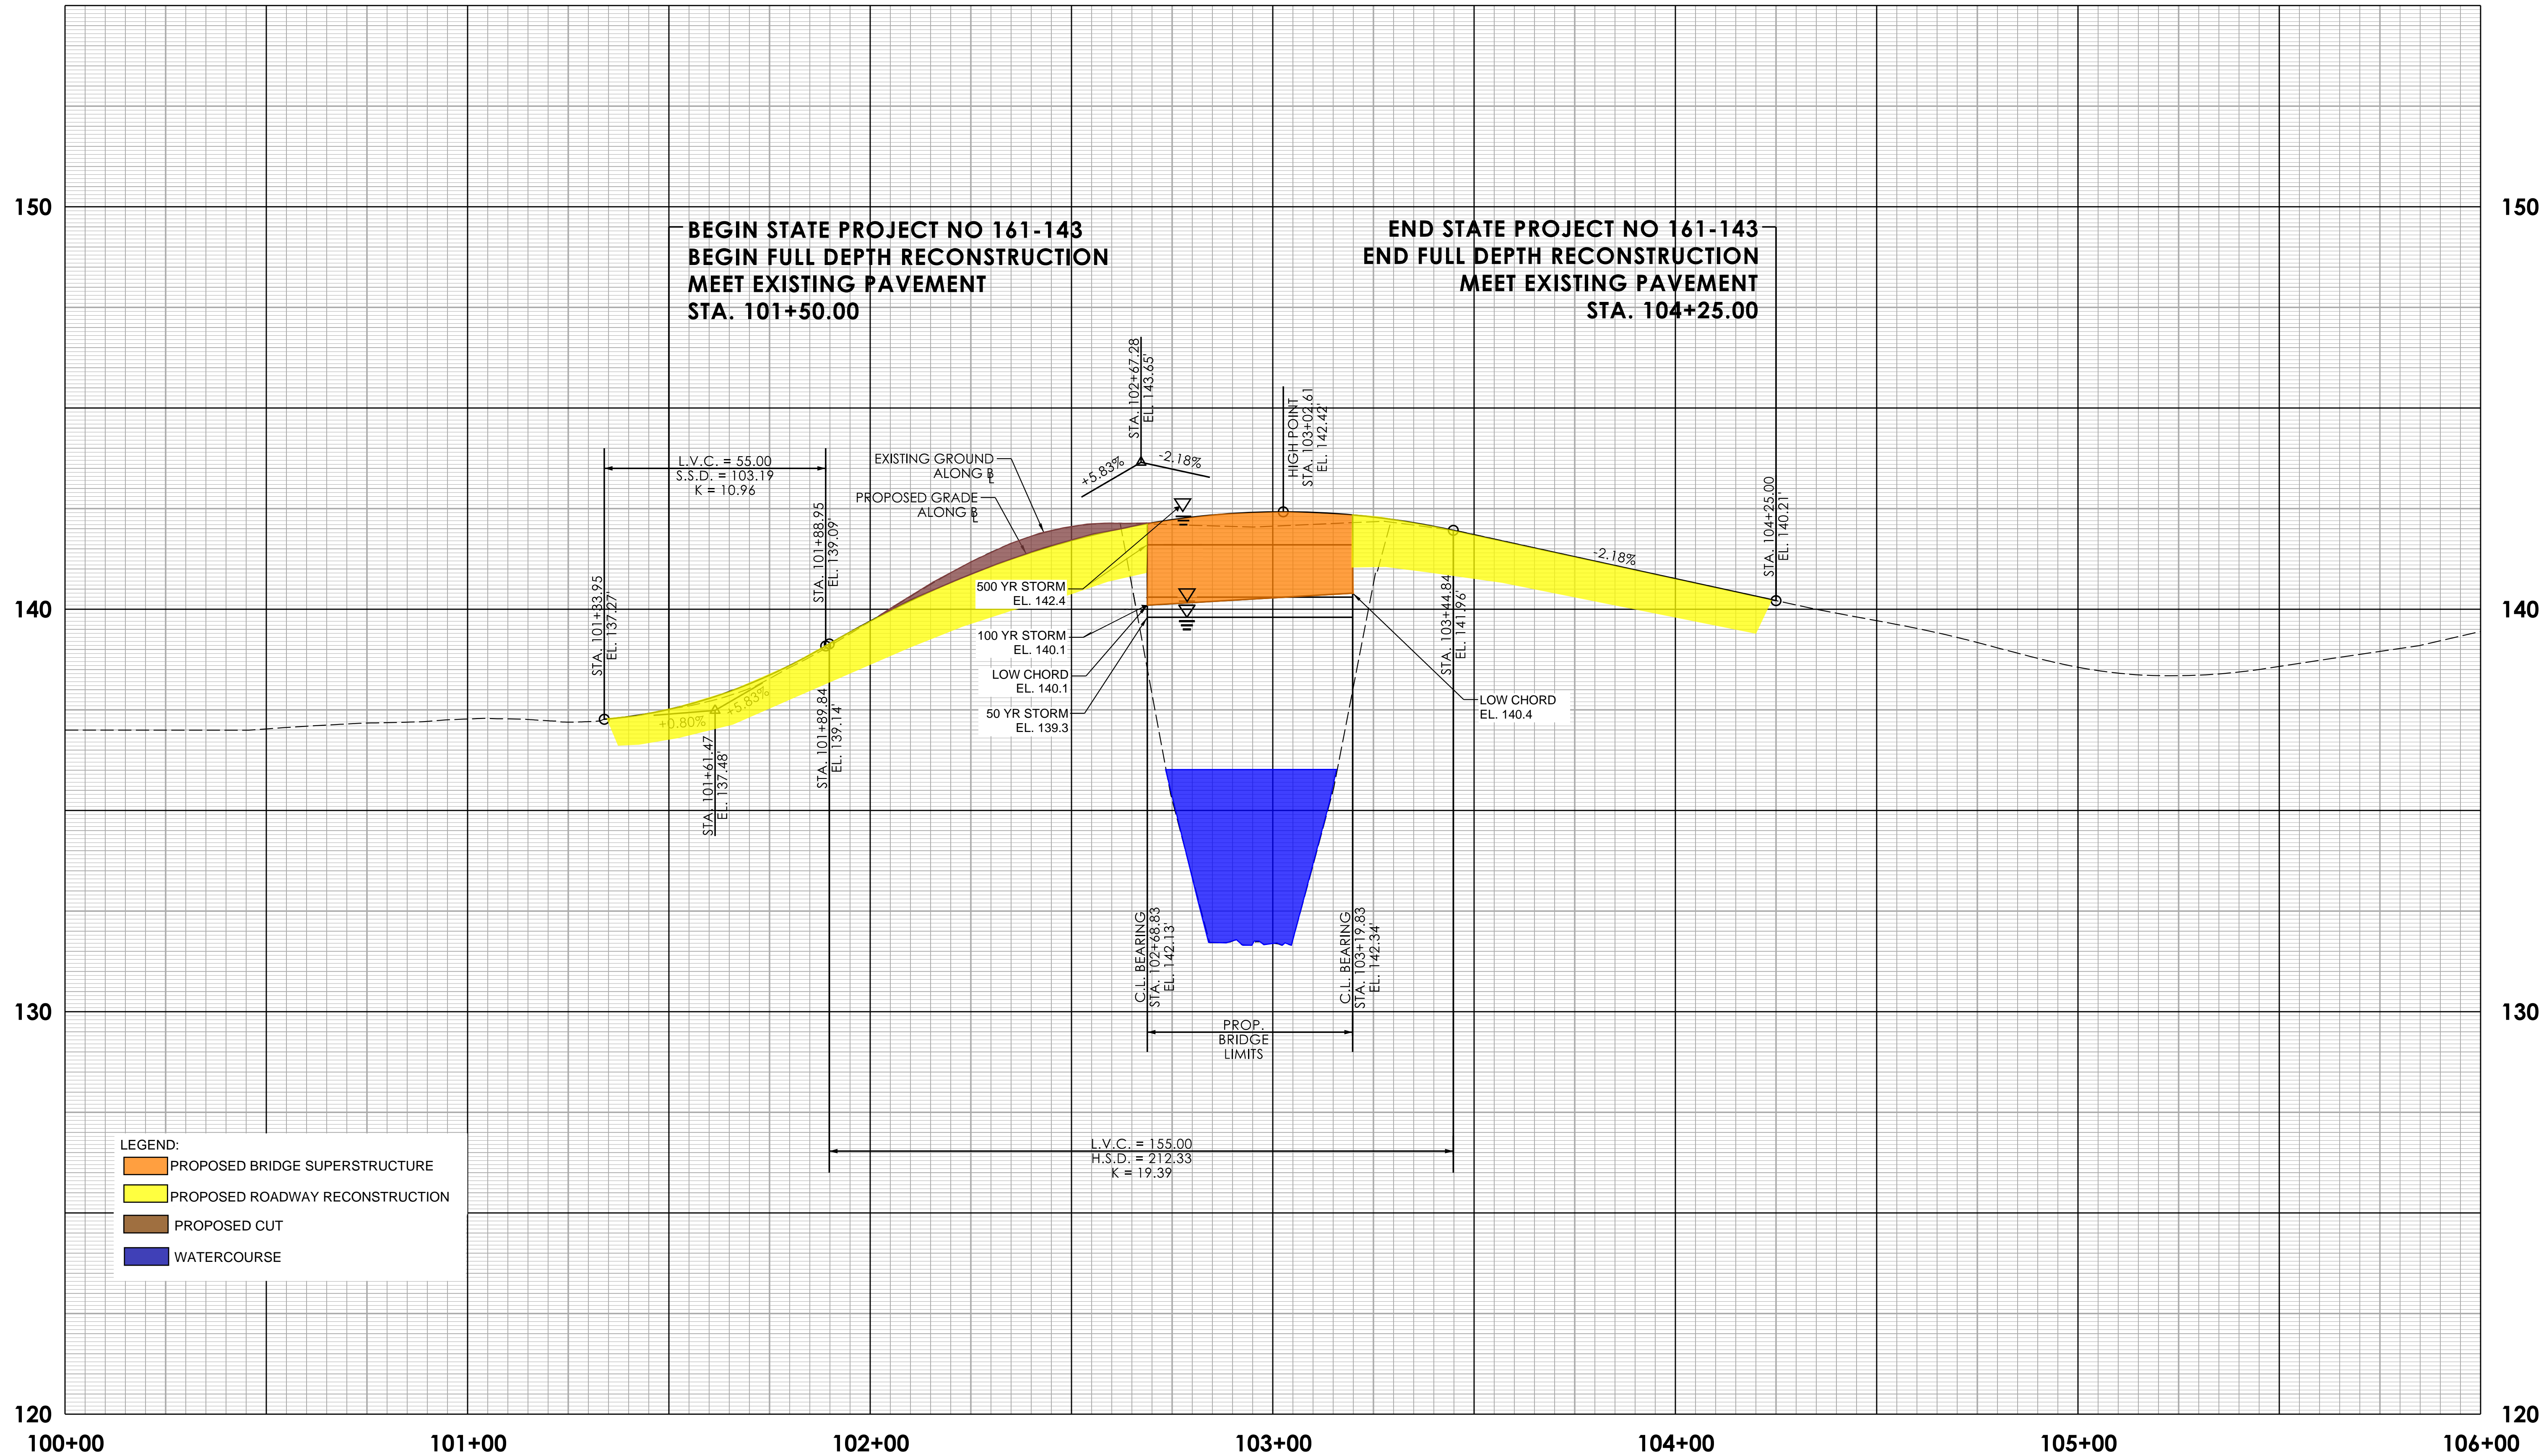 150
150
BEGIN STATE PROJECT NO 161-143
BEGIN FULL DEPTH RECONSTRUCTION
MEET EXISTING PAVEMENT
STA. 101+50.00
END STATE PROJECT NO 161-143
END FULL DEPTH RECONSTRUCTION
MEET EXISTING PAVEMENT
STA. 104+25.00
STA. 102+67.28
EL. 143.65'
HIGH POINT
STA. 103+02.61
EL. 142.42'
L.V.C. = 55.00
S.S.D. = 103.19
K = 10.96
EXISTING GROUND
ALONG BL
PROPOSED GRADE
ALONG BL
+5.83%
-2.18%
STA. 101+88.95
EL. 139.09'
STA. 104+25.00
EL. 140.21'
-2.18%
STA. 101+33.95
EL. 137.27'
140
140
500 YR STORM
EL. 142.4
100 YR STORM
EL. 140.1
LOW CHORD
EL. 140.1
50 YR STORM
EL. 139.3
STA. 103+44.84
EL. 141.96'
LOW CHORD
EL. 140.4
+0.80%
+5.83%
STA. 101+89.84
EL. 139.14'
STA. 101+61.47
EL. 137.48'
C.L. BEARING
STA. 102+68.83
EL. 142.13'
C.L. BEARING
STA. 103+19.83
EL. 142.34'
130
130
PROP.
BRIDGE
LIMITS
L.V.C. = 155.00
H.S.D. = 212.33
K = 19.39
LEGEND:
PROPOSED BRIDGE SUPERSTRUCTURE
PROPOSED ROADWAY RECONSTRUCTION
PROPOSED CUT
WATERCOURSE
120
120
100+00
101+00
102+00
103+00
104+00
105+00
106+00